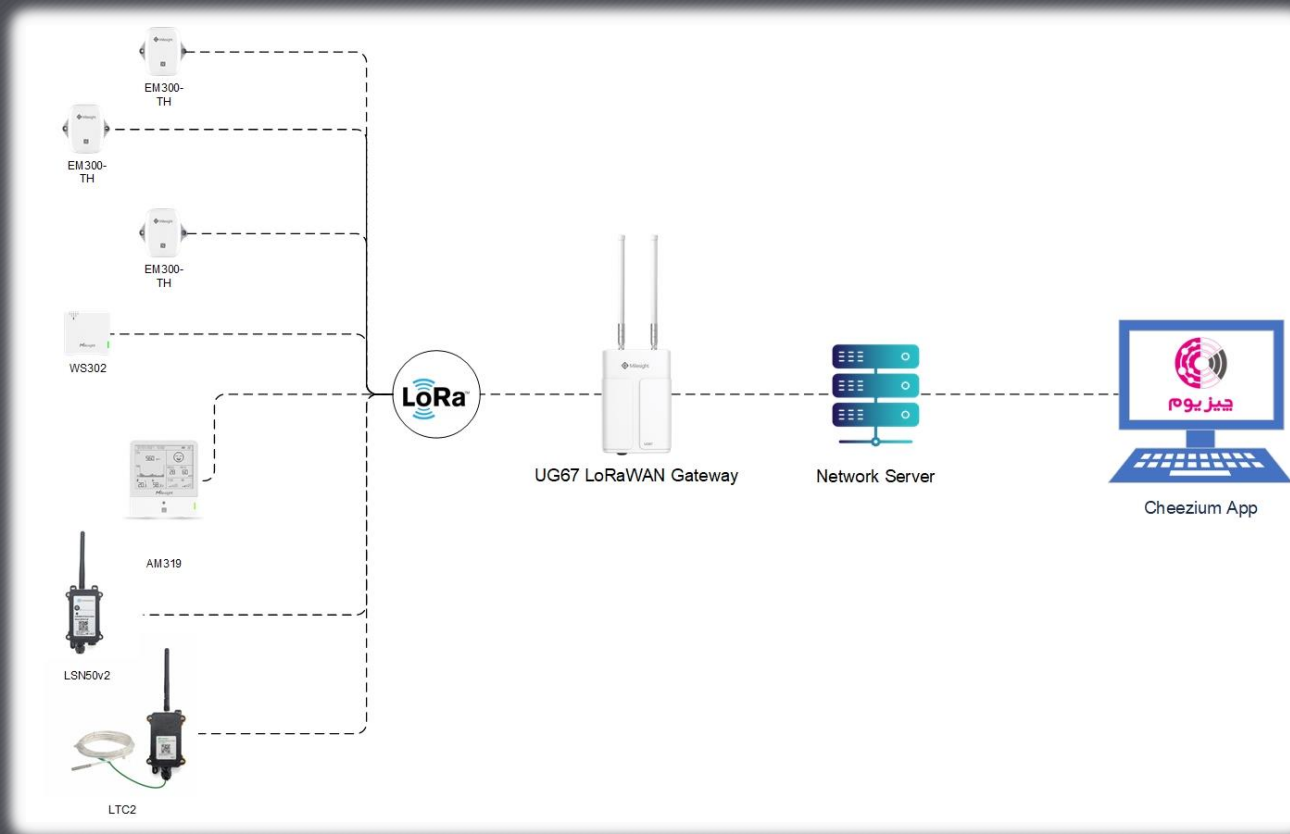 EM300-
TH
EM300-
TH
EM300-
TH
WS302
AM319
LSN50v2
LTC2
LoRa
Milesight
UG67 LoRaWAN Gateway
Network Server
چیزیوم
Cheezium App